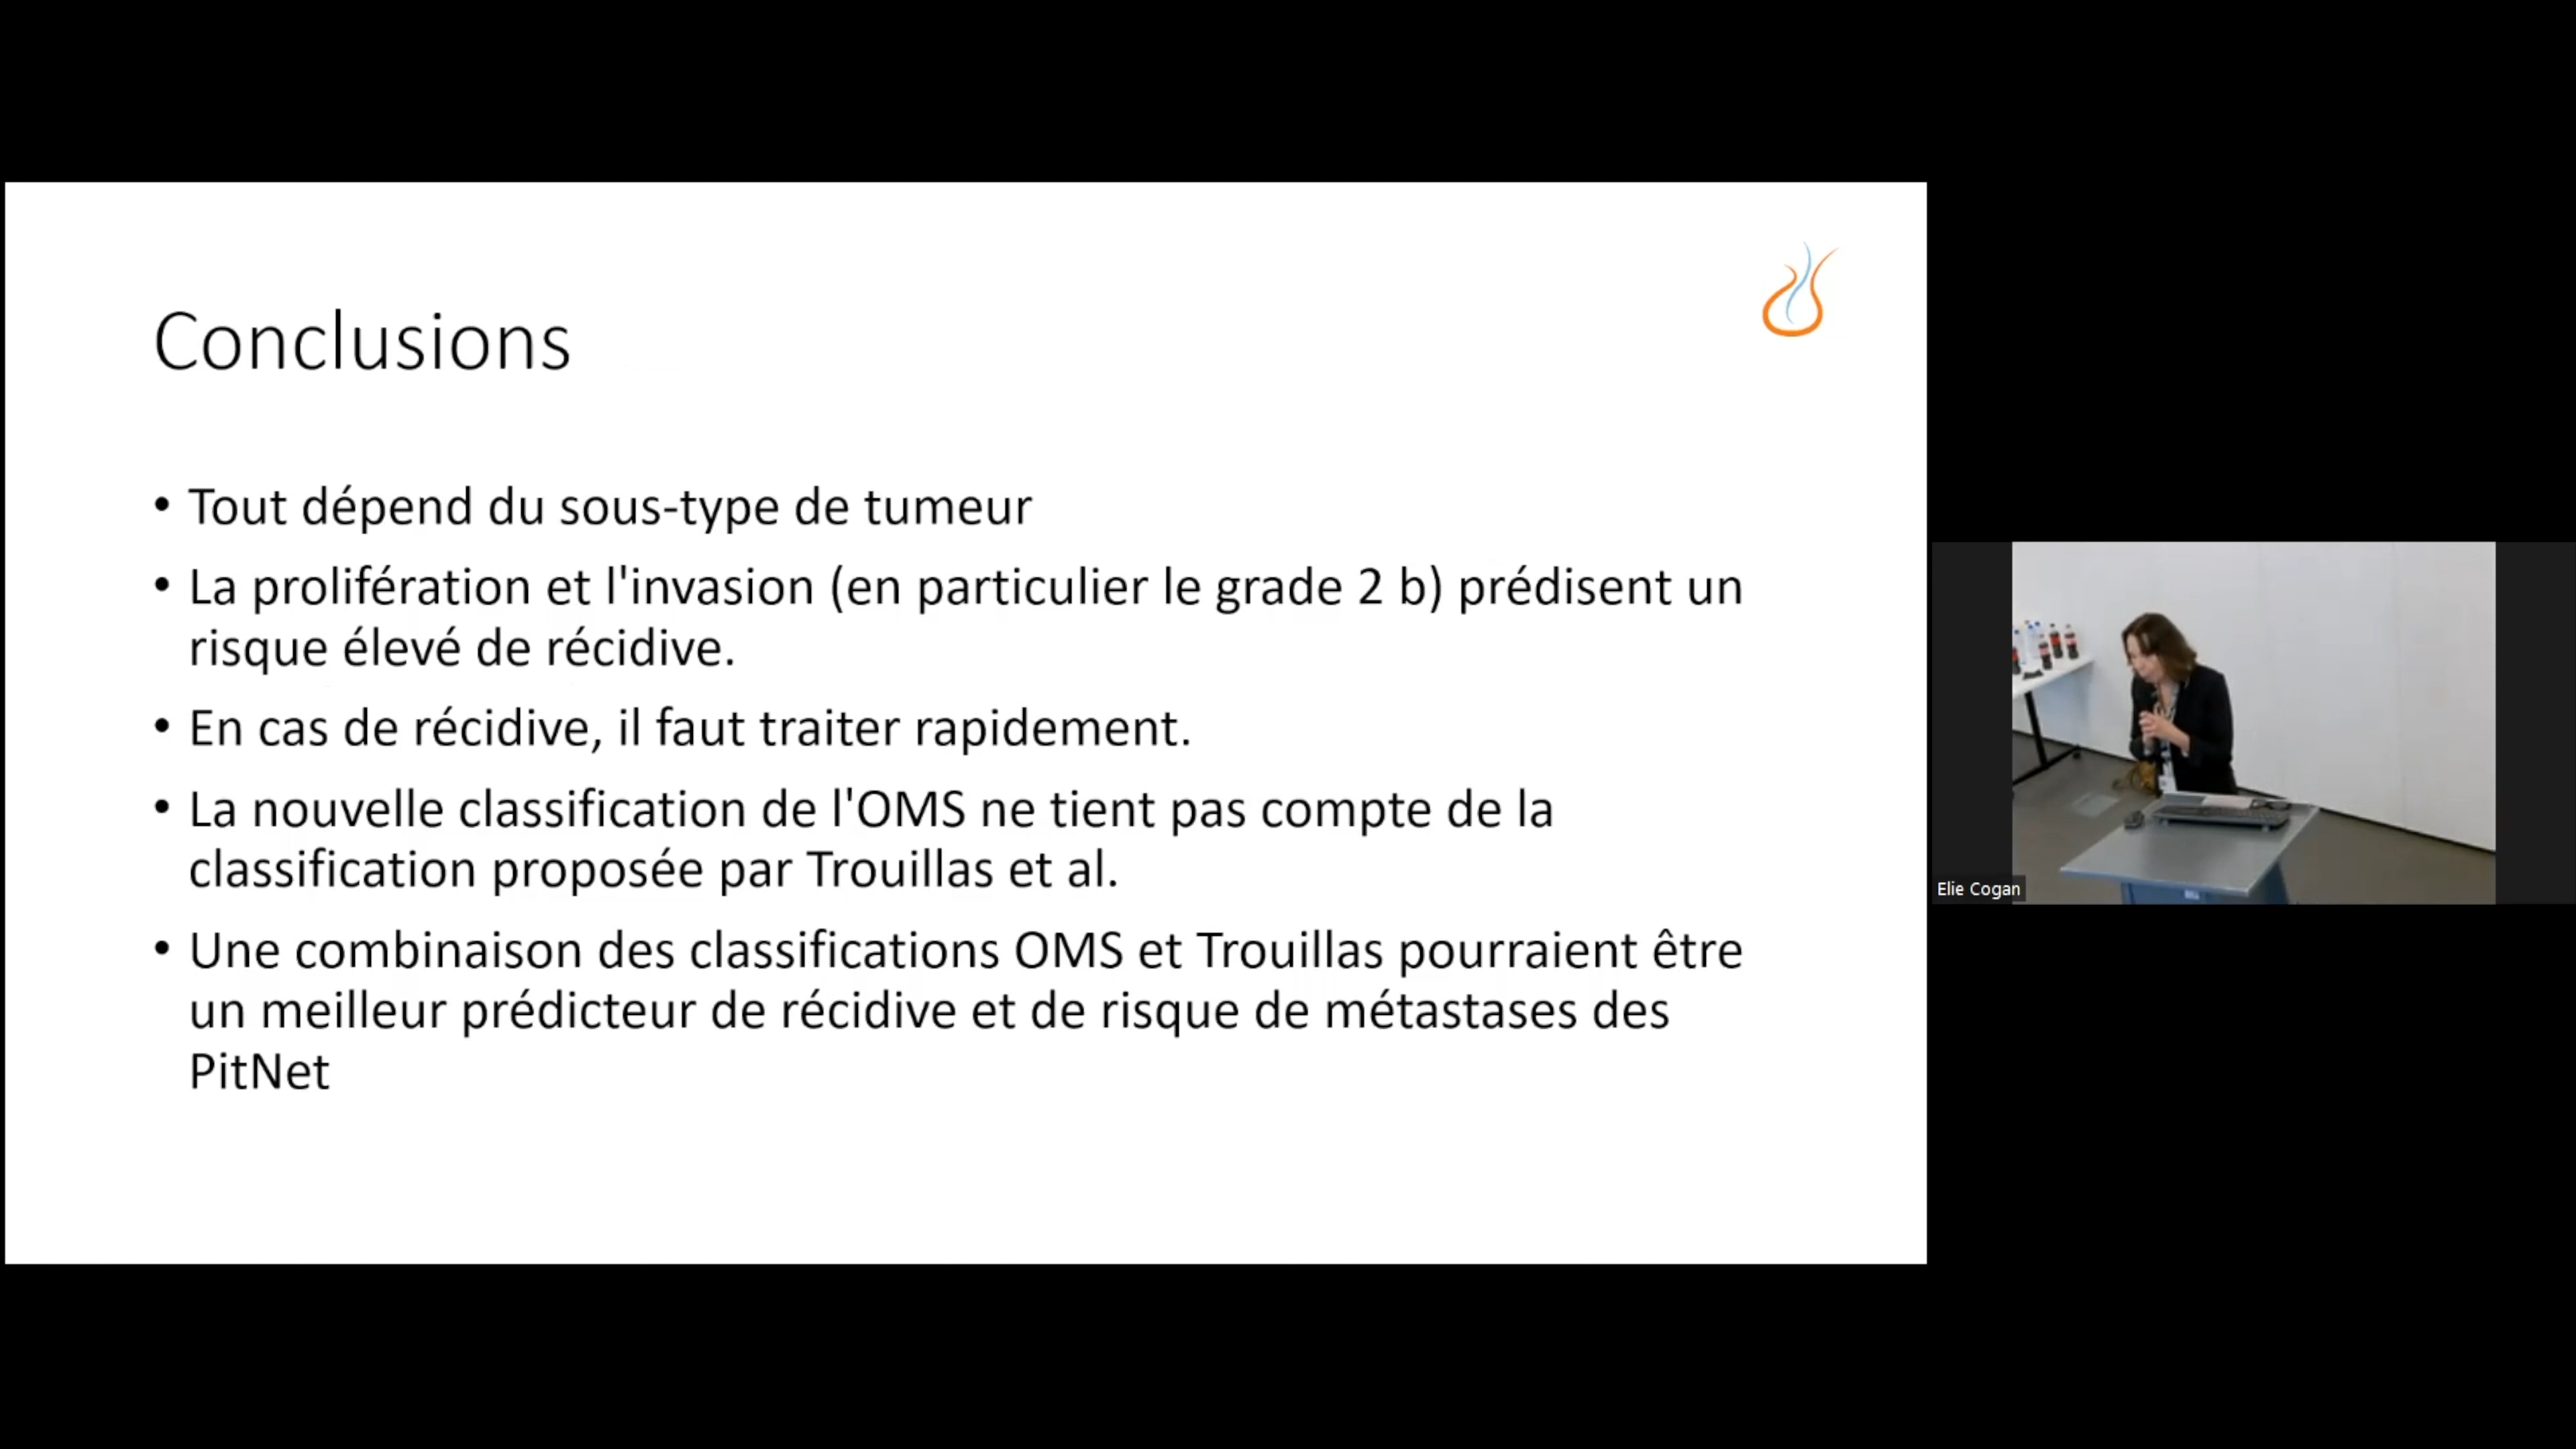 Conclusions
• Tout dépend du sous-type de tumeur
• La prolifération et l'invasion (en particulier le grade 2 b) prédisent un
risque élevé de récidive.
• En cas de récidive, il faut traiter rapidement.
• La nouvelle classification de l'OMS ne tient pas compte de la
classification proposée par Trouillas et al.
• Une combinaison des classifications OMS et Trouillas pourraient être
un meilleur prédicteur de récidive et de risque de métastases des
PitNet
Elie Cogan